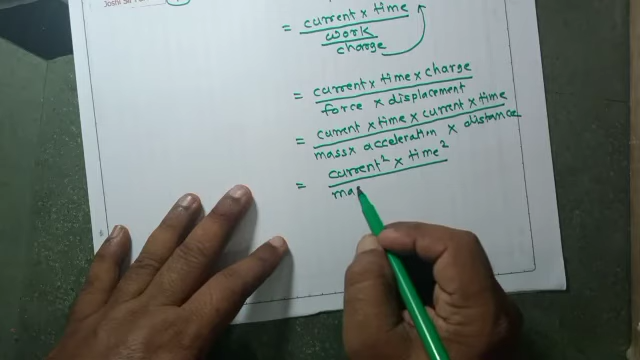 Joshi Sir
= current x time
work
charge
= current x time x charge
force x displacement
= current x time x current x time
mass x acceleration x distance
= current² x time²
ma